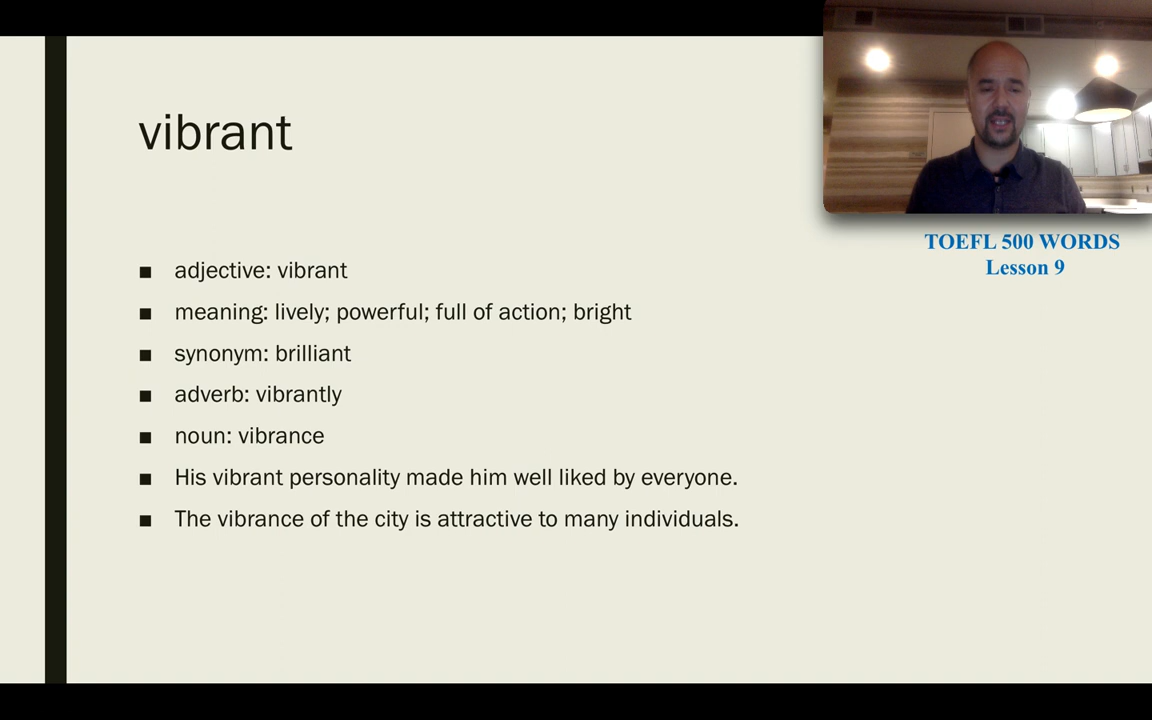 vibrant
adjective: vibrant
meaning: lively; powerful; full of action; bright
synonym: brilliant
adverb: vibrantly
noun: vibrance
His vibrant personality made him well liked by everyone.
The vibrance of the city is attractive to many individuals.
TOEFL 500 WORDS
Lesson 9